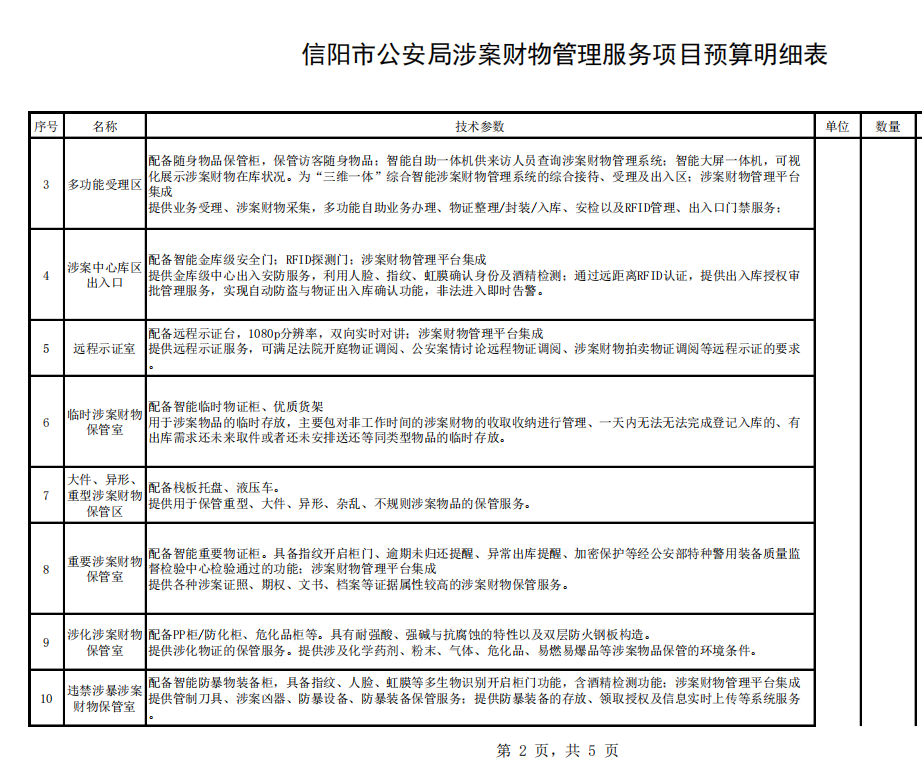 信阳市公安局涉案财物管理服务项目预算明细表
序号 名称 技术参数 单位 数量
3 多功能受理区
配备随身物品保管柜，保管访客随身物品；智能自助一体机供来访人员查询涉案财物管理系统；智能大屏一体机，可视
化展示涉案财物在库状况。为“三维一体”综合智能涉案财物管理系统的综合接待、受理及出入区；涉案财物管理平台
集成
提供业务受理、涉案财物采集，多功能自助业务办理、物证整理/封装/入库、安检以及RFID管理、出入口门禁服务；
4 涉案中心库区
出入口
配备智能金库级安全门；RFID探测门；涉案财物管理平台集成
提供金库级中心出入安防服务，利用人脸、指纹、虹膜确认身份及酒精检测；通过远距离RFID认证，提供出入库授权审
批管理服务，实现自动防盗与物证出入库确认功能，非法进入即时告警。
5 远程示证室
配备远程示证台，1080p分辨率，双向实时对讲；涉案财物管理平台集成
提供远程示证服务，可满足法院开庭物证调阅、公安案情讨论远程物证调阅、涉案财物拍卖物证调阅等远程示证的要求
。
6 临时涉案财物
保管室
配备智能临时物证柜、优质货架
用于涉案物品的临时存放，主要包对非工作时间的涉案财物的收取收纳进行管理、一天内无法无法完成登记入库的、有
出库需求还未来取件或者还未安排送还等同类型物品的临时存放。
7 大件、异形、
重型涉案财物
保管区
配备栈板托盘、液压车。
提供用于保管重型、大件、异形、杂乱、不规则涉案物品的保管服务。
8 重要涉案财物
保管室
配备智能重要物证柜。具备指纹开启柜门、逾期未归还提醒、异常出库提醒、加密保护等经公安部特种警用装备质量监
督检验中心检验通过的功能；涉案财物管理平台集成
提供各种涉案证照、期权、文书、档案等证据属性较高的涉案财物保管服务。
9 涉化涉案财物
保管室
配备PP柜/防化柜、危化品柜等。具有耐强酸、强碱与抗腐蚀的特性以及双层防火钢板构造。
提供涉化物证的保管服务。提供涉及化学药剂、粉末、气体、危化品、易燃易爆品等涉案物品保管的环境条件。
10 违禁涉暴涉案
财物保管室
配备智能防暴物装备柜，具备指纹、人脸、虹膜等多生物识别开启柜门功能，含酒精检测功能；涉案财物管理平台集成
提供管制刀具、涉案凶器、防暴设备、防暴装备保管服务；提供防暴装备的存放、领取授权及信息实时上传等系统服务
。
第 2 页，共 5 页